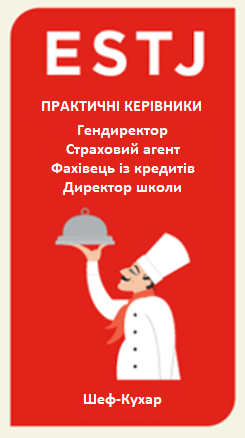 ESTJ
ПРАКТИЧНІ КЕРІВНИКИ
Гендиректор
Страховий агент
Фахівець із кредитів
Директор школи
Шеф-Кухар